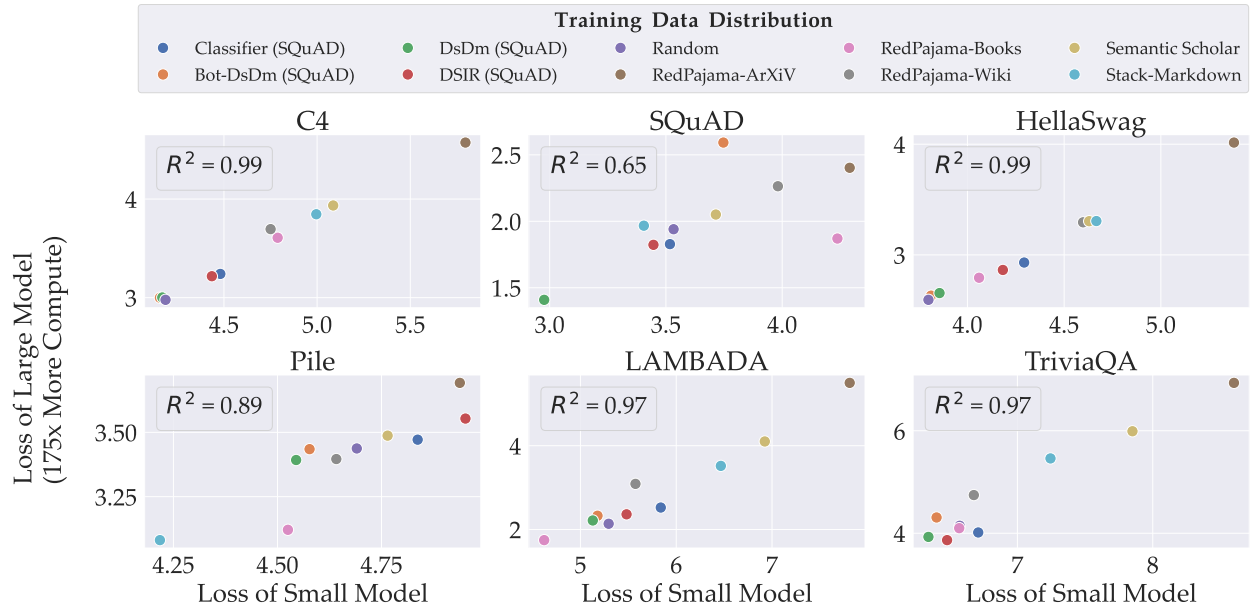 Training Data Distribution
Classifier (SQuAD) DsDm (SQuAD) Random RedPajama-Books Semantic Scholar
Bot-DsDm (SQuAD) DSIR (SQuAD) RedPajama-ArXiV RedPajama-Wiki Stack-Markdown
Loss of Large Model
(175x More Compute)
C4
R² = 0.99
4
3
4.5 5.0 5.5
SQuAD
R² = 0.65
2.5
2.0
1.5
3.0 3.5 4.0
HellaSwag
R² = 0.99
4
3
4.0 4.5 5.0
Pile
R² = 0.89
3.50
3.25
4.25 4.50 4.75
Loss of Small Model
LAMBADA
R² = 0.97
4
2
5 6 7
Loss of Small Model
TriviaQA
R² = 0.97
6
4
7 8
Loss of Small Model